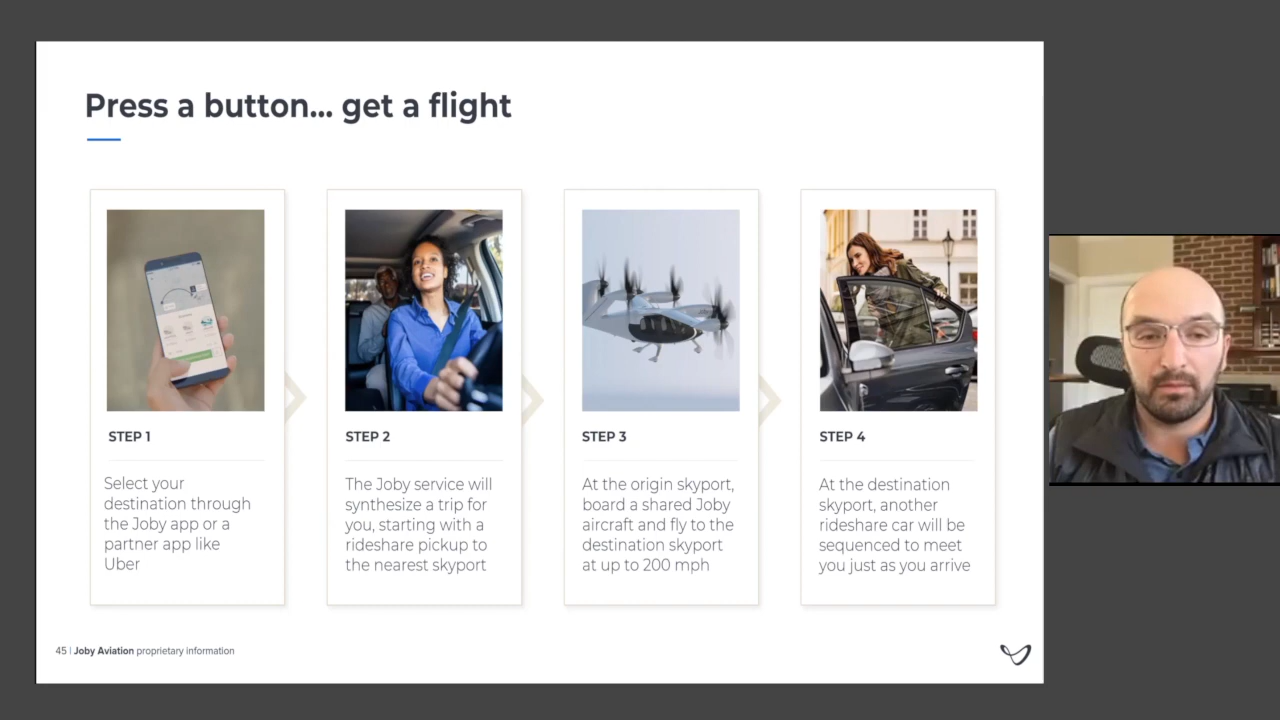 Press a button... get a flight
STEP 1
Select your
destination through
the Joby app or a
partner app like
Uber
STEP 2
The Joby service will
synthesize a trip for
you, starting with a
rideshare pickup to
the nearest skyport
STEP 3
At the origin skyport,
board a shared Joby
aircraft and fly to the
destination skyport
at up to 200 mph
STEP 4
At the destination
skyport, another
rideshare car will be
sequenced to meet
you just as you arrive
45 | Joby Aviation proprietary information